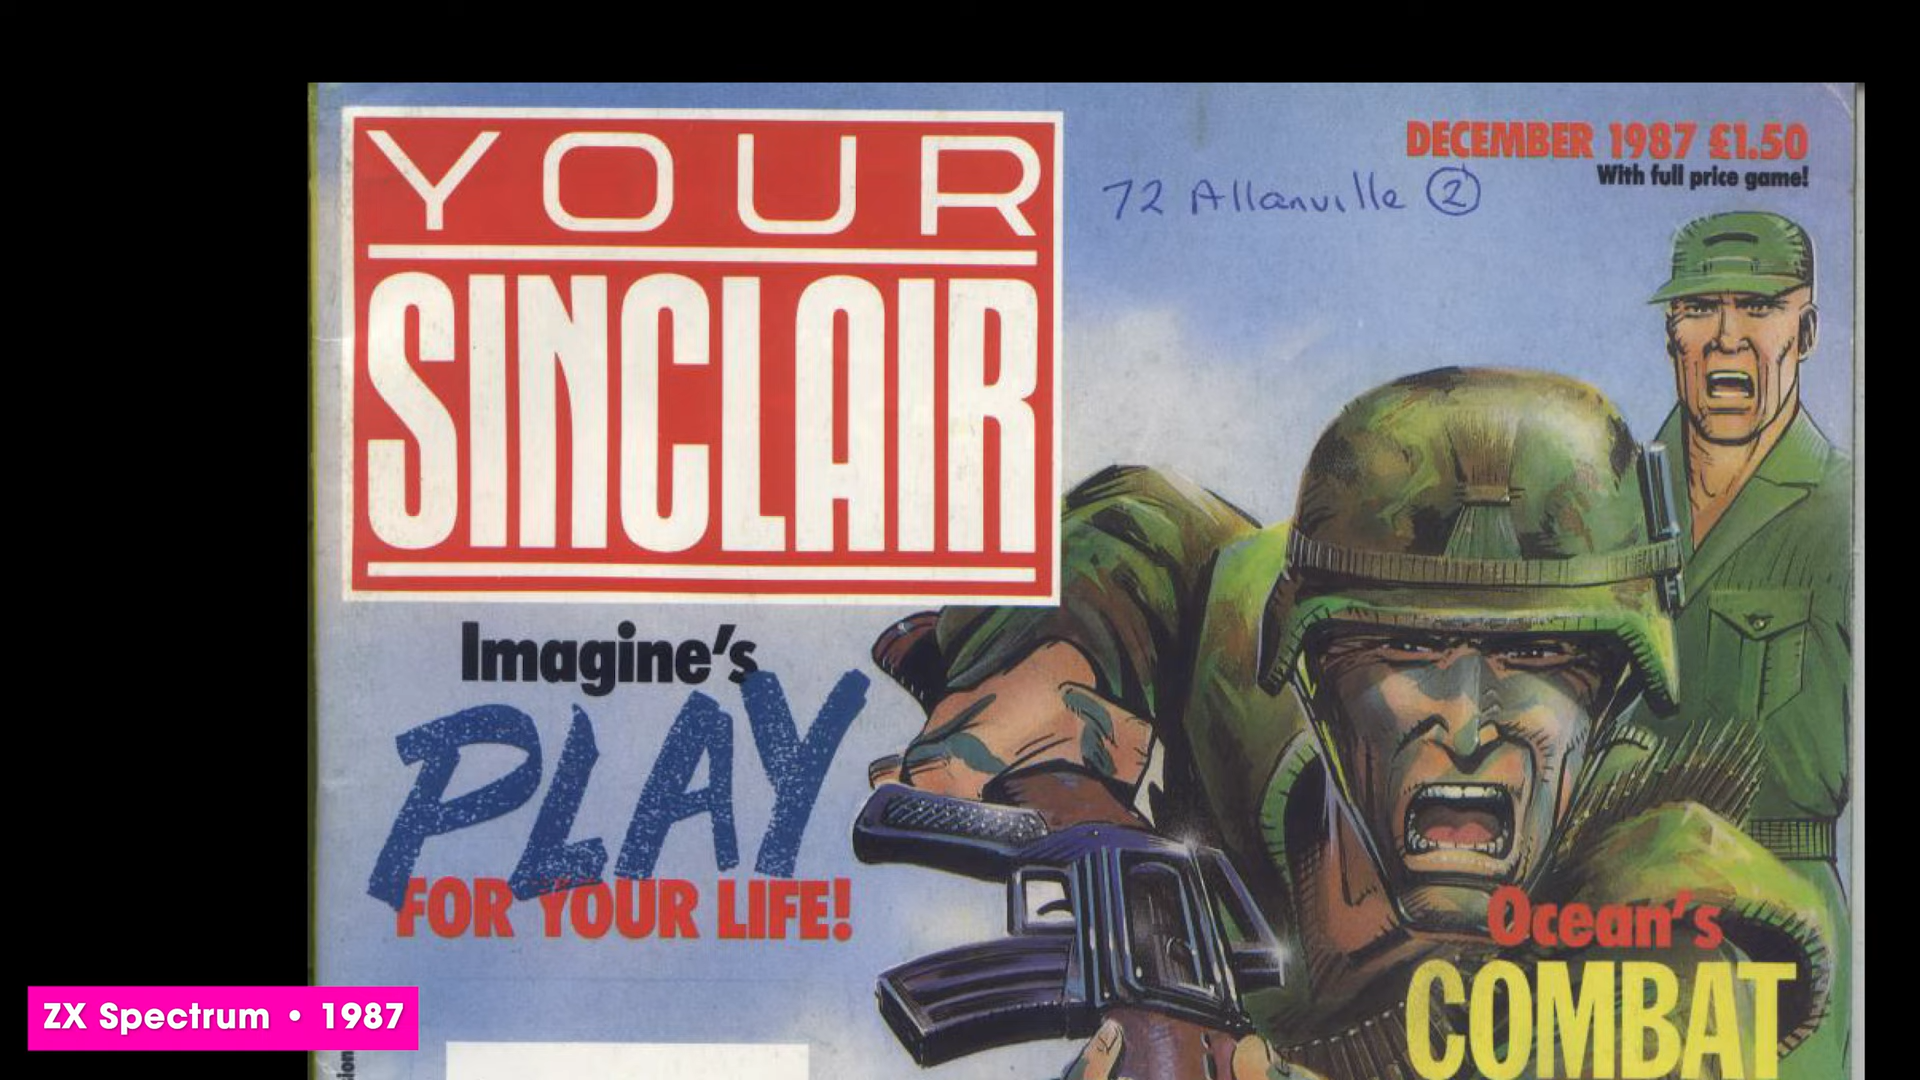 YOUR
SINCLAIR
DECEMBER 1987 £1.50
With full price game!
72 Allanville ②
Imagine's
PLAY
FOR YOUR LIFE!
Ocean's
COMBAT
ZX Spectrum • 1987